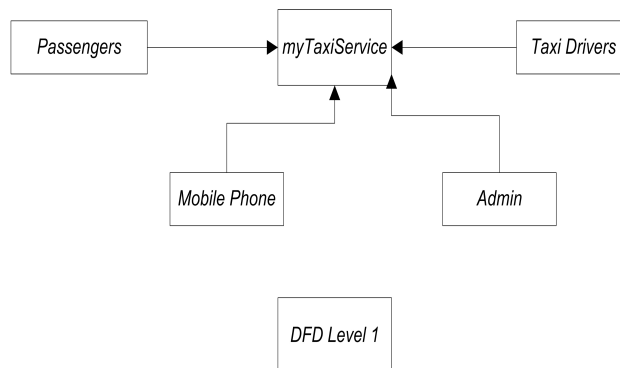 Passengers
myTaxiService
Taxi Drivers
Mobile Phone
Admin
DFD Level 1